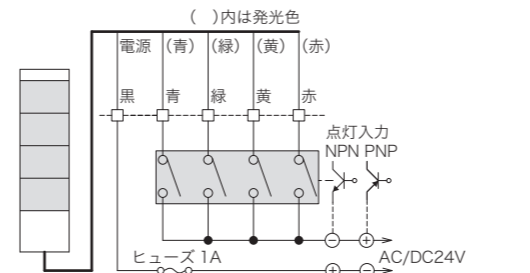 ( )内は発光色
電源 (青) (緑) (黄) (赤)
黒 青 緑 黄 赤
点灯入力
NPN PNP
− +
ヒューズ 1A AC/DC24V
+ −